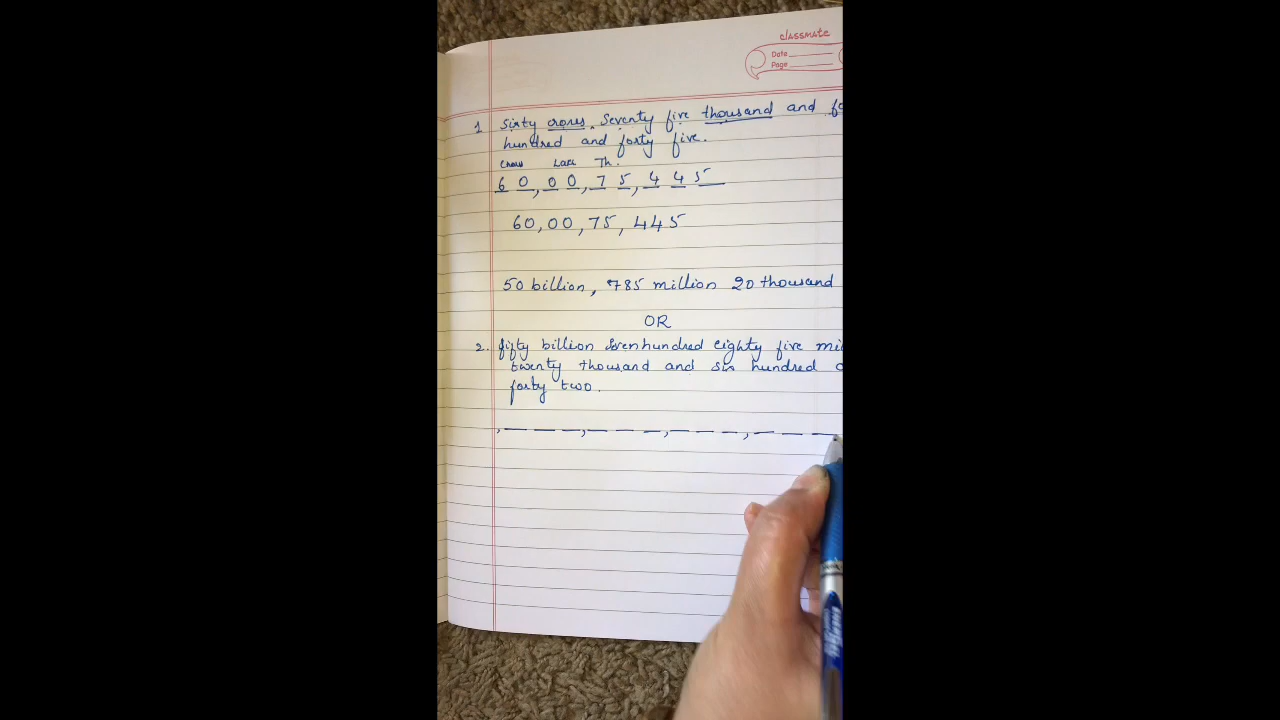 classmate
Date
Page
1 Sixty crores, Seventy five thousand and
hundred and forty five.
Crores Lakh Th.
6 0, 0 0, 7 5, 4 4 5
60,00,75,445
50 billion, 785 million 20 thousand
OR
2. fifty billion sevenhundred eighty five
twenty thousand and six hundred
forty two.